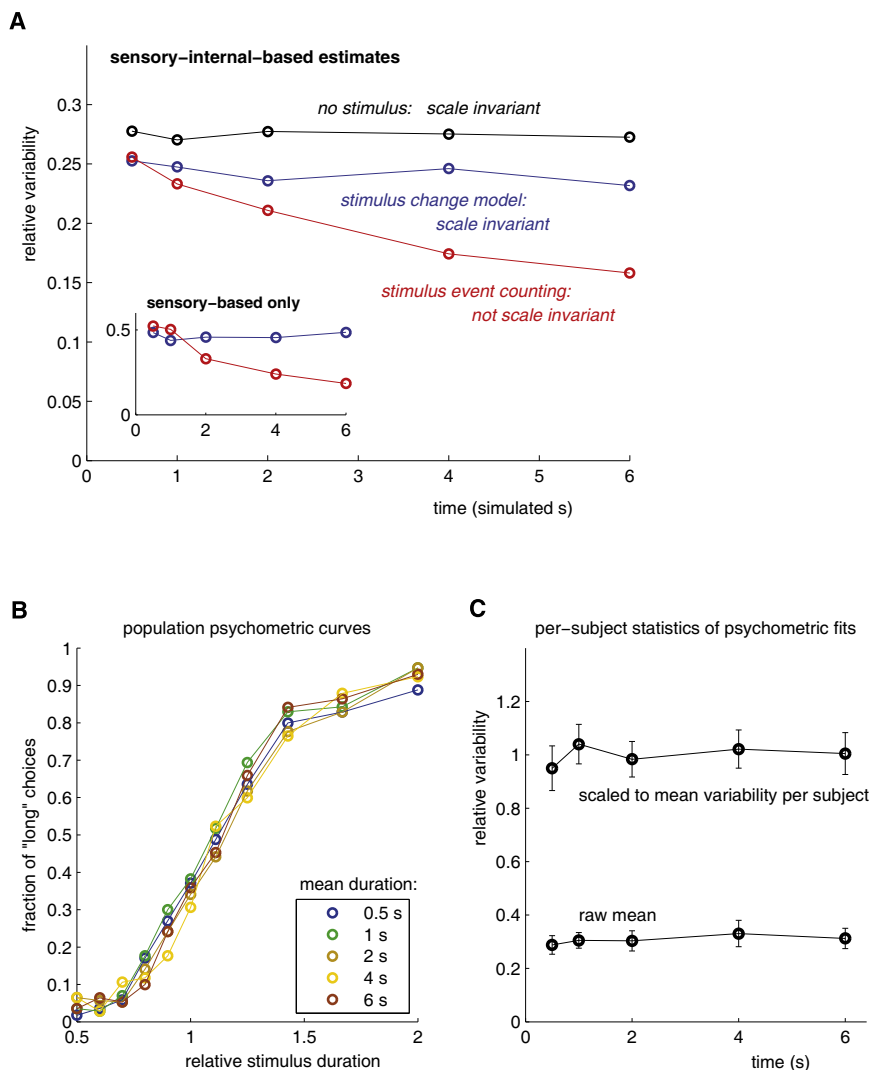 A
sensory-internal-based estimates
no stimulus: scale invariant
stimulus change model:
scale invariant
stimulus event counting:
not scale invariant
relative variability
0.3
0.25
0.2
0.15
0.1
0.05
0
0 1 2 3 4 5 6
time (simulated s)
sensory-based only
0.5
0
0 2 4 6
B
population psychometric curves
fraction of "long" choices
1
0.9
0.8
0.7
0.6
0.5
0.4
0.3
0.2
0.1
0
0.5 1 1.5 2
relative stimulus duration
mean duration:
0.5 s
1 s
2 s
4 s
6 s
C
per-subject statistics of psychometric fits
relative variability
1.2
1
0.8
0.6
0.4
0.2
0 2 4 6
time (s)
scaled to mean variability per subject
raw mean